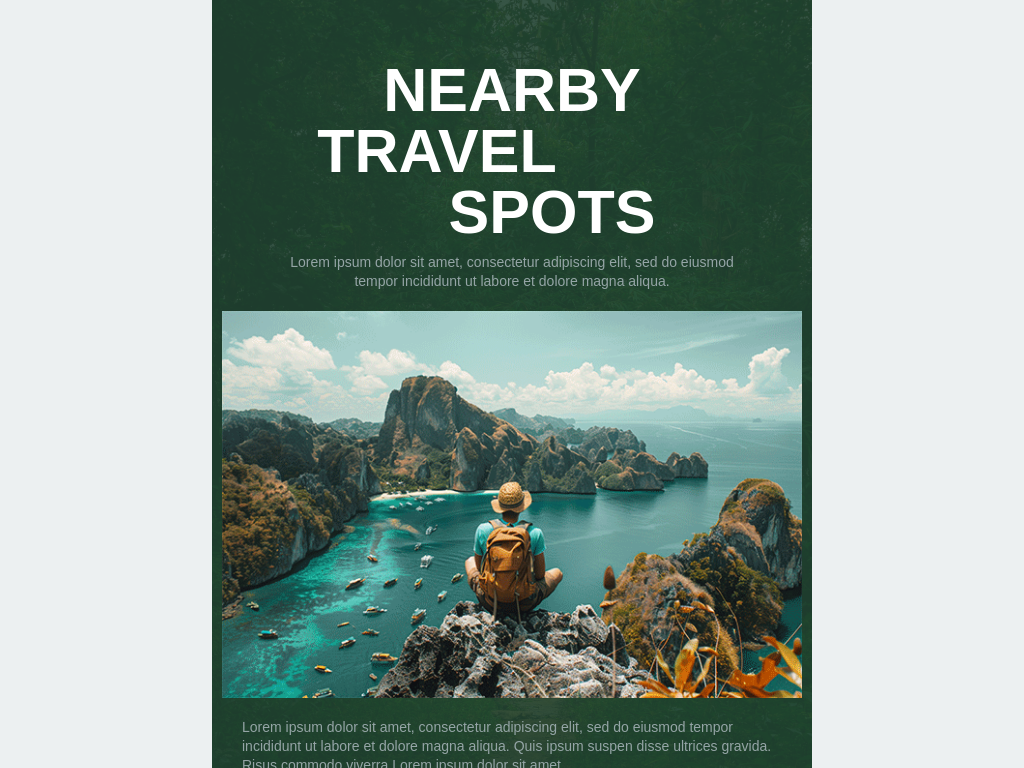 NEARBY
TRAVEL
SPOTS
Lorem ipsum dolor sit amet, consectetur adipiscing elit, sed do eiusmod
tempor incididunt ut labore et dolore magna aliqua.
Lorem ipsum dolor sit amet, consectetur adipiscing elit, sed do eiusmod tempor
incididunt ut labore et dolore magna aliqua. Quis ipsum suspen disse ultrices gravida.
Risus commodo viverra Lorem ipsum dolor sit amet